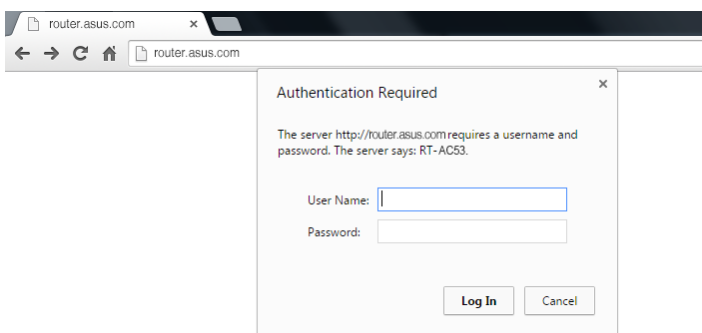 router.asus.com
router.asus.com
Authentication Required
The server http://router.asus.com requires a username and
password. The server says: RT-AC53.
User Name:
Password:
Log In
Cancel